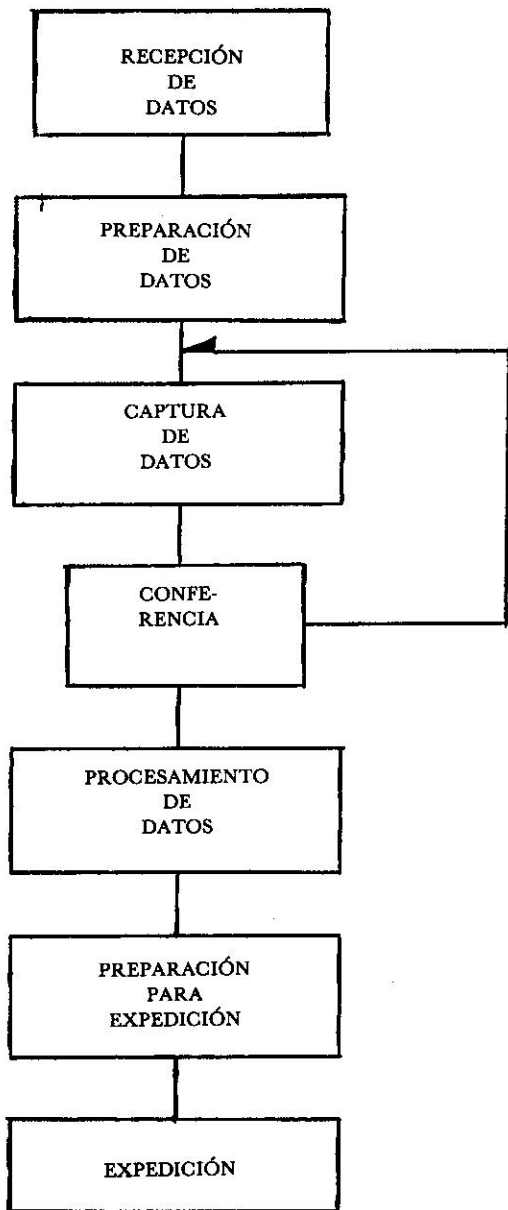 RECEPCIÓN
DE
DATOS
PREPARACIÓN
DE
DATOS
CAPTURA
DE
DATOS
CONFE-
RENCIA
PROCESAMIENTO
DE
DATOS
PREPARACIÓN
PARA
EXPEDICIÓN
EXPEDICIÓN